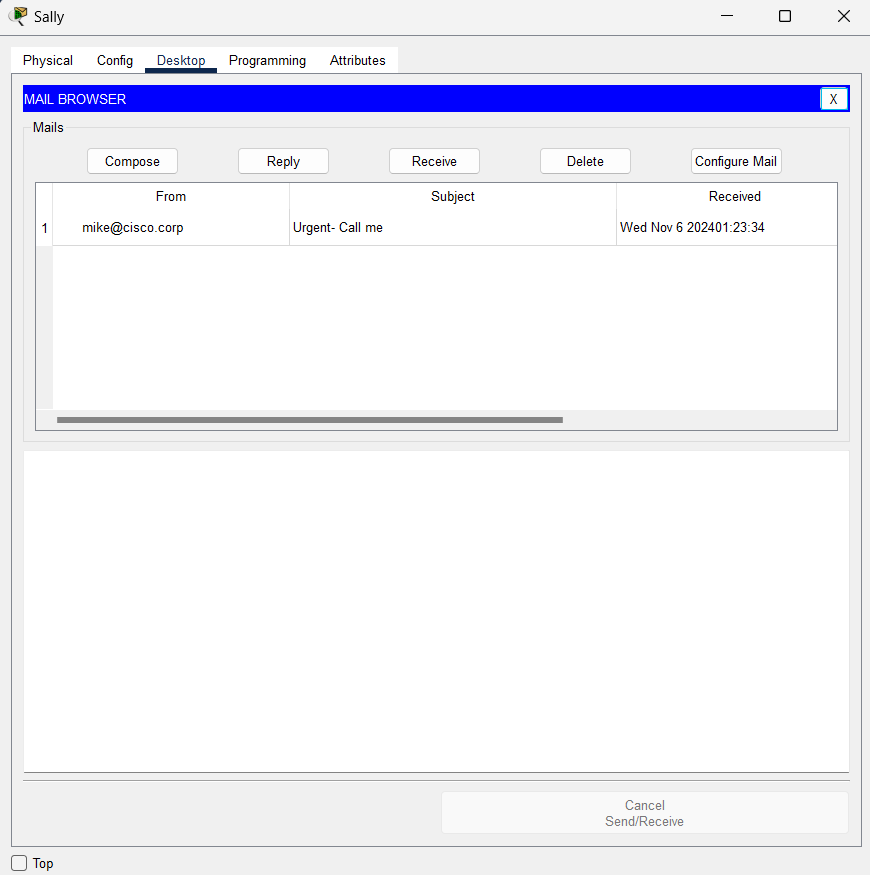 Sally
Physical Config Desktop Programming Attributes
MAIL BROWSER X
Mails
Compose Reply Receive Delete Configure Mail
From Subject Received
1 mike@cisco.corp Urgent- Call me Wed Nov 6 202401:23:34
Cancel
Send/Receive
Top